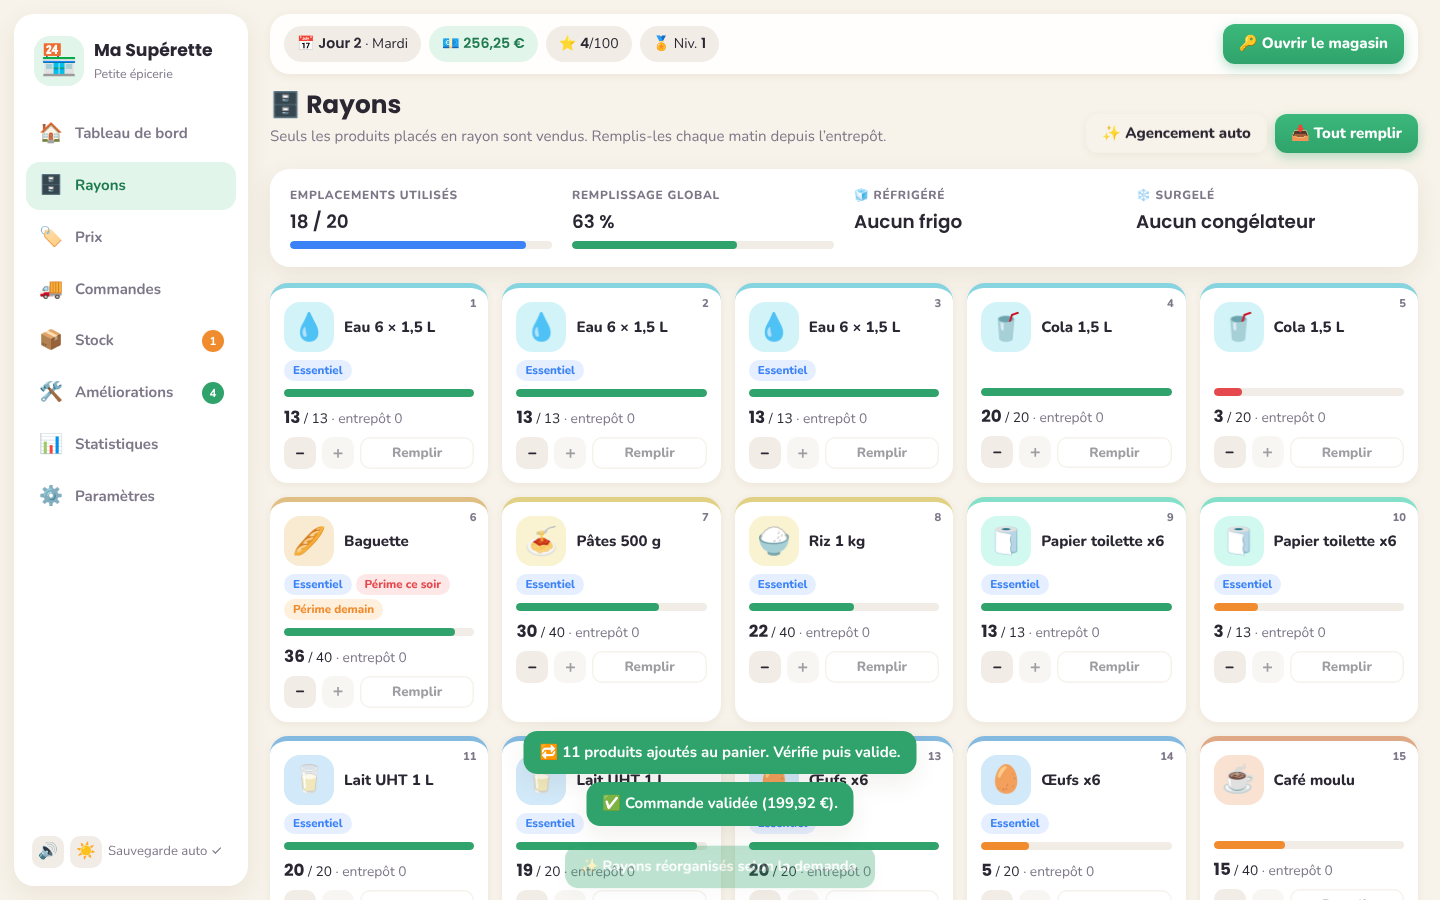 24
Ma Supérette
Petite épicerie
Tableau de bord
Rayons
Prix
Commandes
Stock
1
Améliorations
4
Statistiques
Paramètres
Sauvegarde auto ✓
Jour 2 · Mardi
256,25 €
4/100
Niv. 1
Ouvrir le magasin
Rayons
Seuls les produits placés en rayon sont vendus. Remplis-les chaque matin depuis l'entrepôt.
Agencement auto
Tout remplir
EMPLACEMENTS UTILISÉS
18 / 20
REMPLISSAGE GLOBAL
63 %
RÉFRIGÉRÉ
Aucun frigo
SURGELÉ
Aucun congélateur
1
Eau 6 × 1,5 L
Essentiel
13 / 13 · entrepôt 0
− + Remplir
2
Eau 6 × 1,5 L
Essentiel
13 / 13 · entrepôt 0
− + Remplir
3
Eau 6 × 1,5 L
Essentiel
13 / 13 · entrepôt 0
− + Remplir
4
Cola 1,5 L
20 / 20 · entrepôt 0
− + Remplir
5
Cola 1,5 L
3 / 20 · entrepôt 0
− + Remplir
6
Baguette
Essentiel Périme ce soir
Périme demain
36 / 40 · entrepôt 0
− + Remplir
7
Pâtes 500 g
Essentiel
30 / 40 · entrepôt 0
− + Remplir
8
Riz 1 kg
Essentiel
22 / 40 · entrepôt 0
− + Remplir
9
Papier toilette x6
Essentiel
13 / 13 · entrepôt 0
− + Remplir
10
Papier toilette x6
Essentiel
3 / 13 · entrepôt 0
− + Remplir
11
Lait UHT 1 L
Essentiel
20 / 20 · entrepôt 0
Lait UHT 1 L
Essentiel
19 / 20 · entrepôt 0
13
Œufs x6
Essentiel
20 / 20 · entrepôt 0
14
Œufs x6
Essentiel
5 / 20 · entrepôt 0
15
Café moulu
15 / 40 · entrepôt 0
11 produits ajoutés au panier. Vérifie puis valide.
Commande validée (199,92 €).
Rayons réorganisés selon la demande